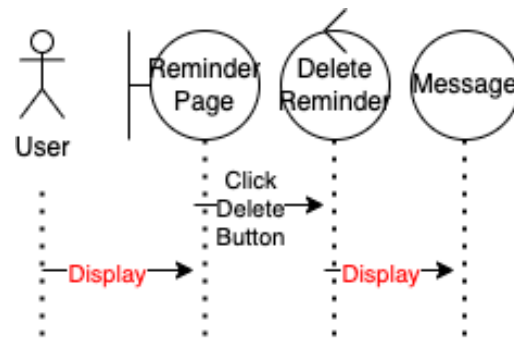 User
Reminder
Page
Delete
Reminder
Message
Click
Delete
Button
Display
Display